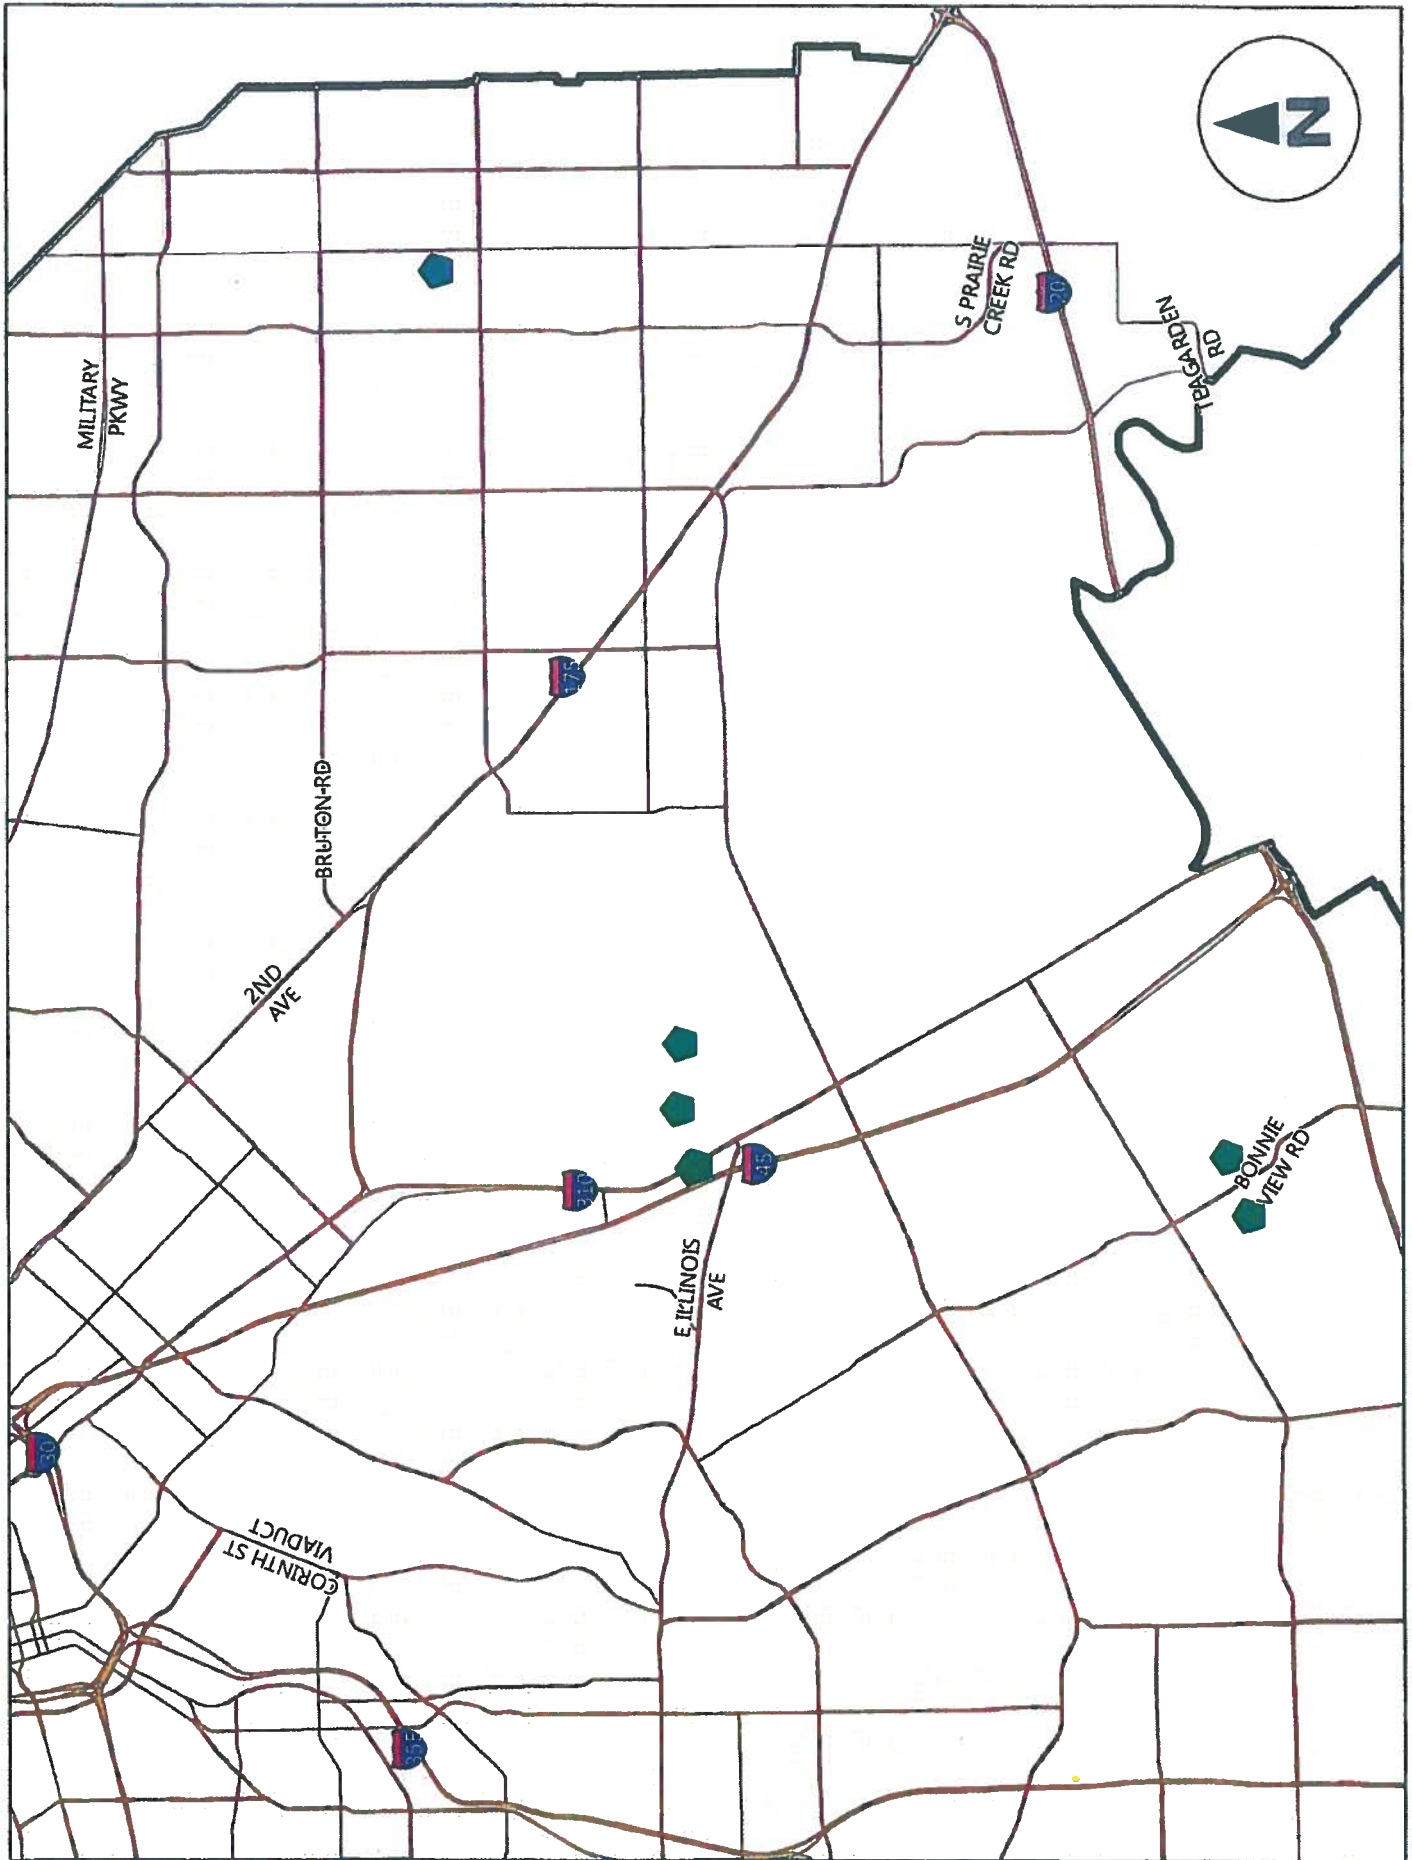 N
S PRAIRIE
CREEK RD
20
TEAGARDEN
RD
MILITARY
PKWY
175
BRUTON RD
2ND
AVE
310
45
BONNIE
VIEW RD
E ILLINOIS
AVE
30
CORINTH ST
VIADUCT
35E